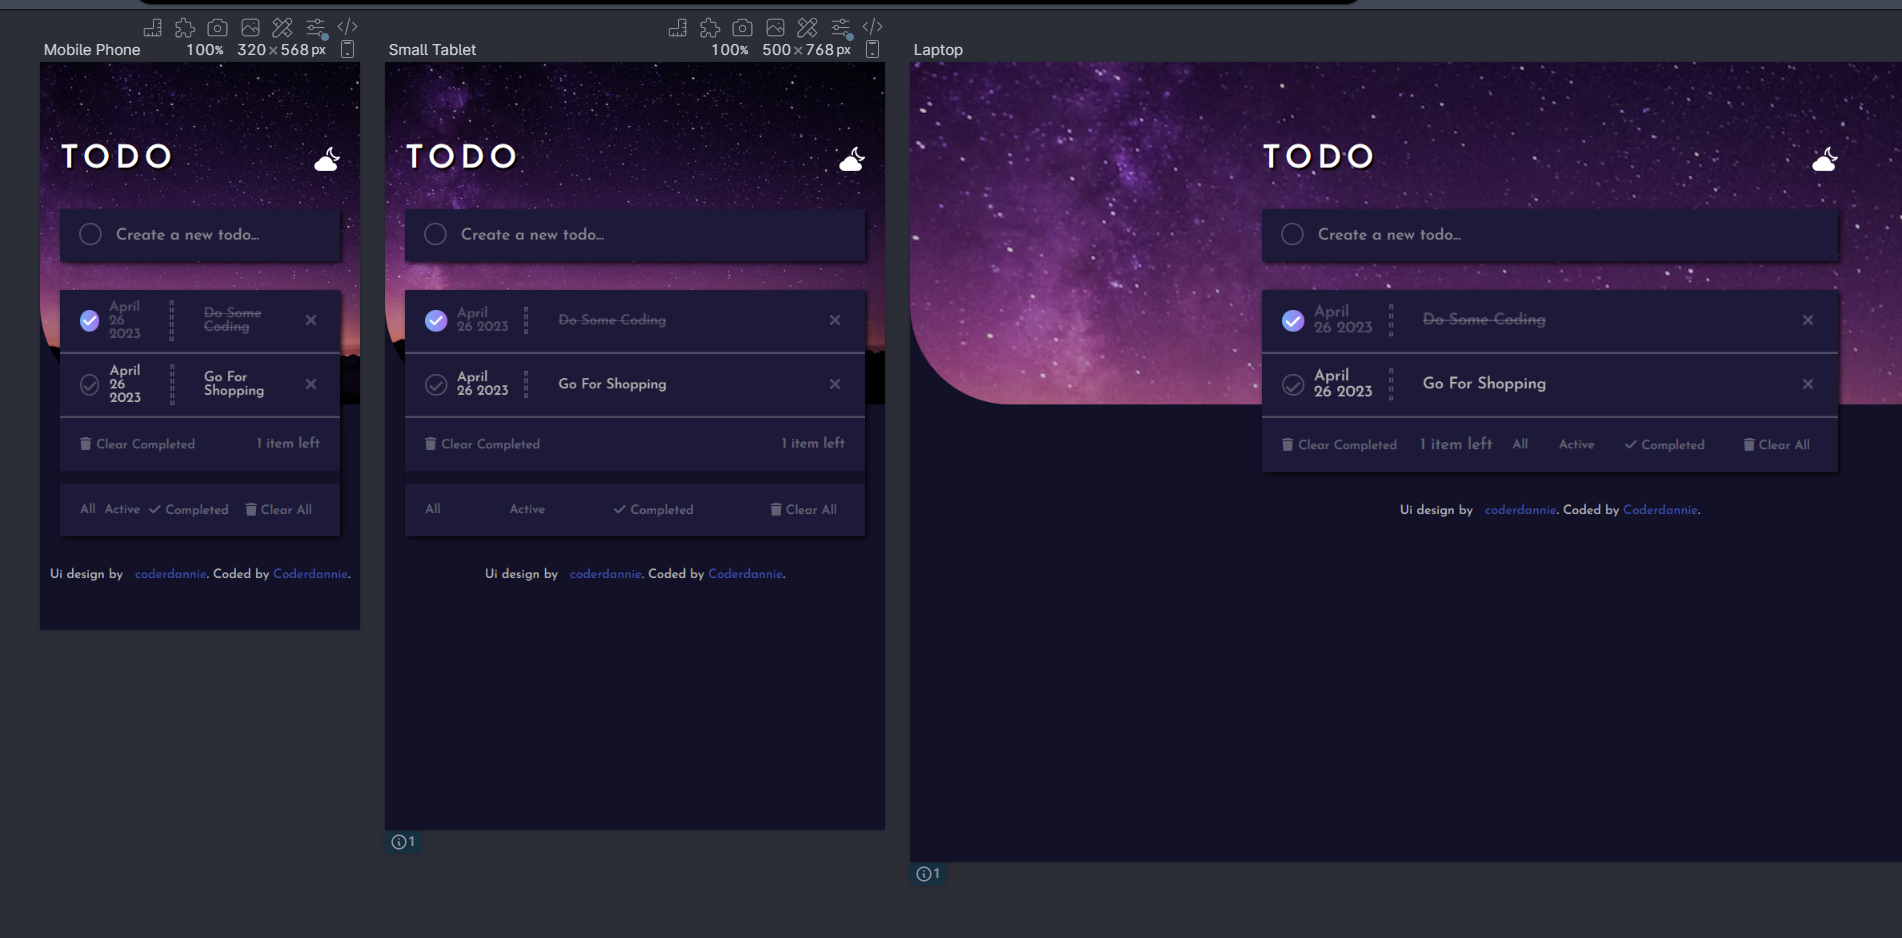 Mobile Phone 100% 320×568 px
TODO
Create a new todo...
April
26
2023
Do Some
Coding
April
26
2023
Go For
Shopping
Clear Completed 1 item left
All Active Completed Clear All
Ui design by coderdannie. Coded by Coderdannie.
Small Tablet 100% 500×768 px
TODO
Create a new todo...
April
26 2023
Do Some Coding
April
26 2023
Go For Shopping
Clear Completed 1 item left
All Active Completed Clear All
Ui design by coderdannie. Coded by Coderdannie.
1
Laptop
TODO
Create a new todo...
April
26 2023
Do Some Coding
April
26 2023
Go For Shopping
Clear Completed 1 item left All Active Completed Clear All
Ui design by coderdannie. Coded by Coderdannie.
1